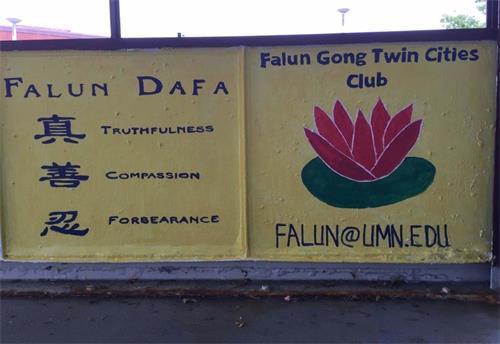 Falun Dafa
真 Truthfulness
善 Compassion
忍 Forbearance
Falun Gong Twin Cities
Club
FALUN@UMN.EDU